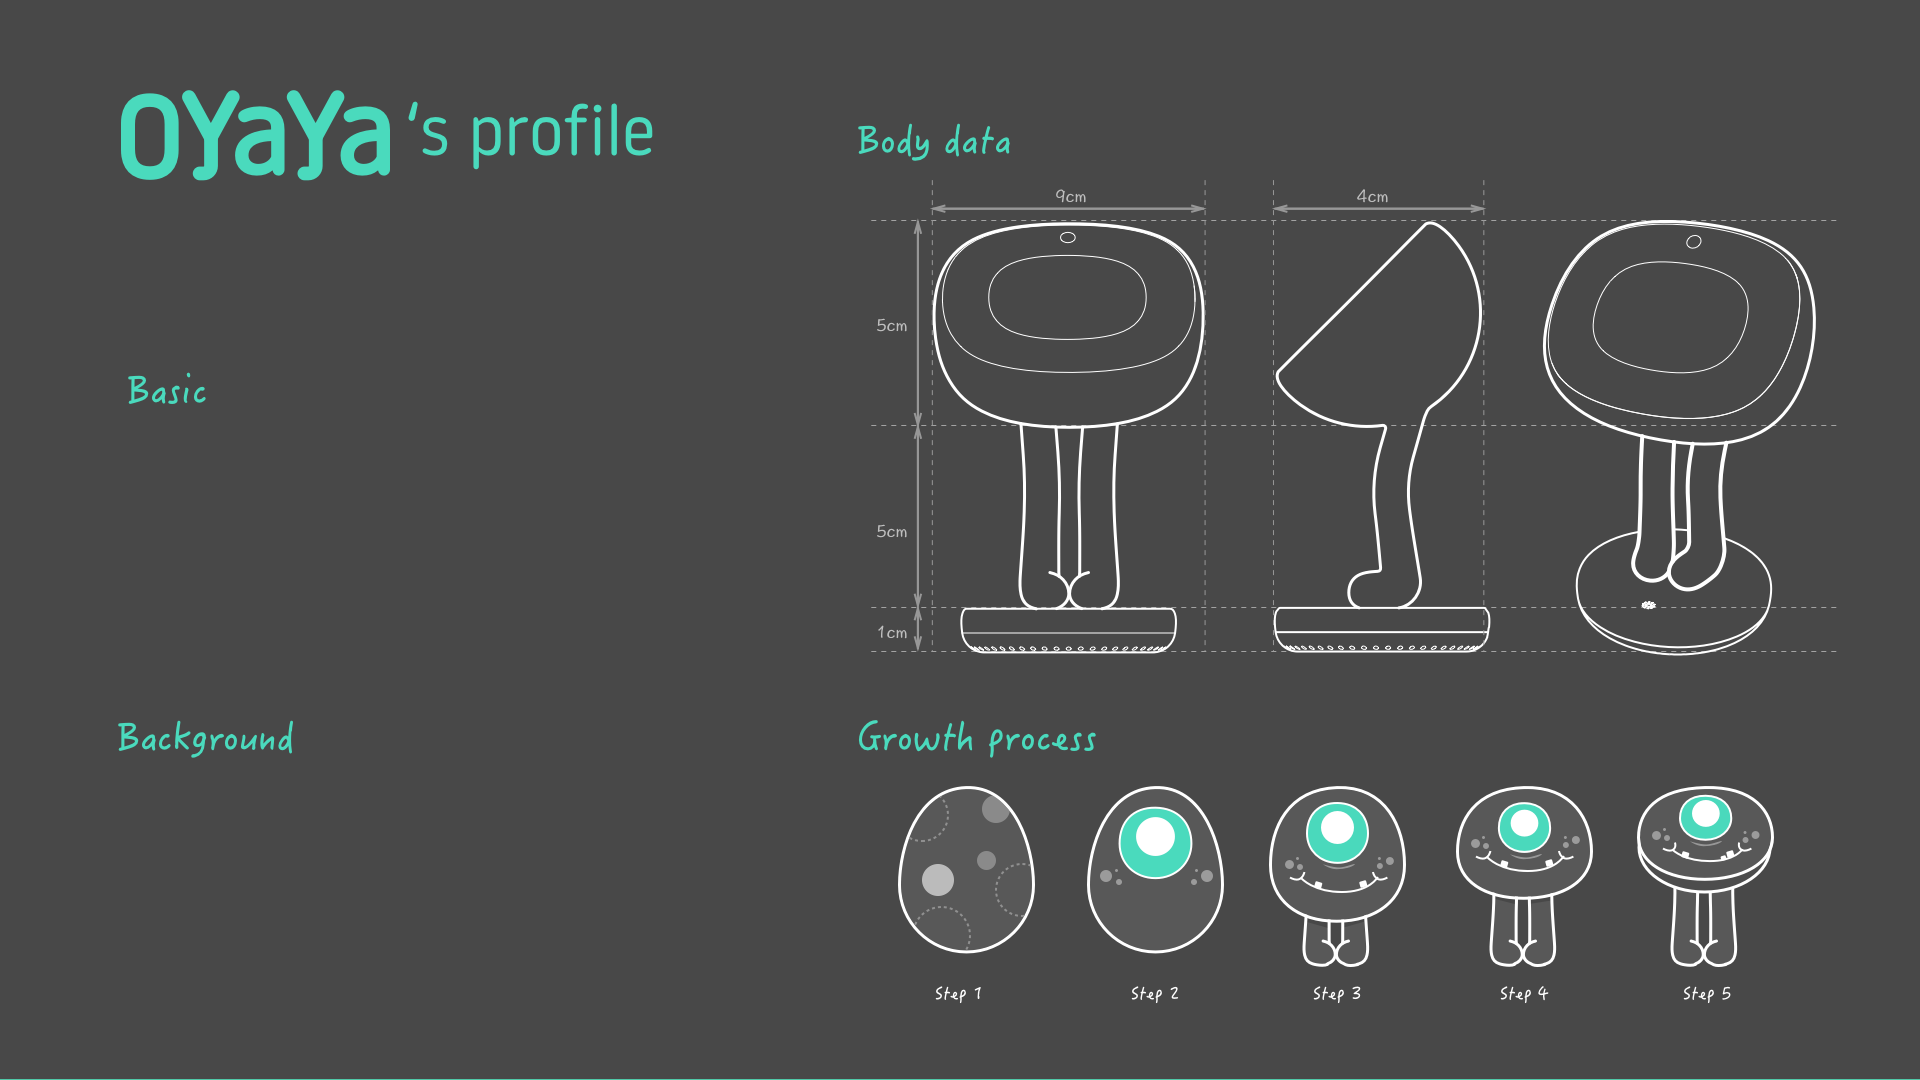 OYaYa 's profile
Basic
Background
Body data
9cm
4cm
5cm
5cm
1cm
Growth process
Step 1
Step 2
Step 3
Step 4
Step 5